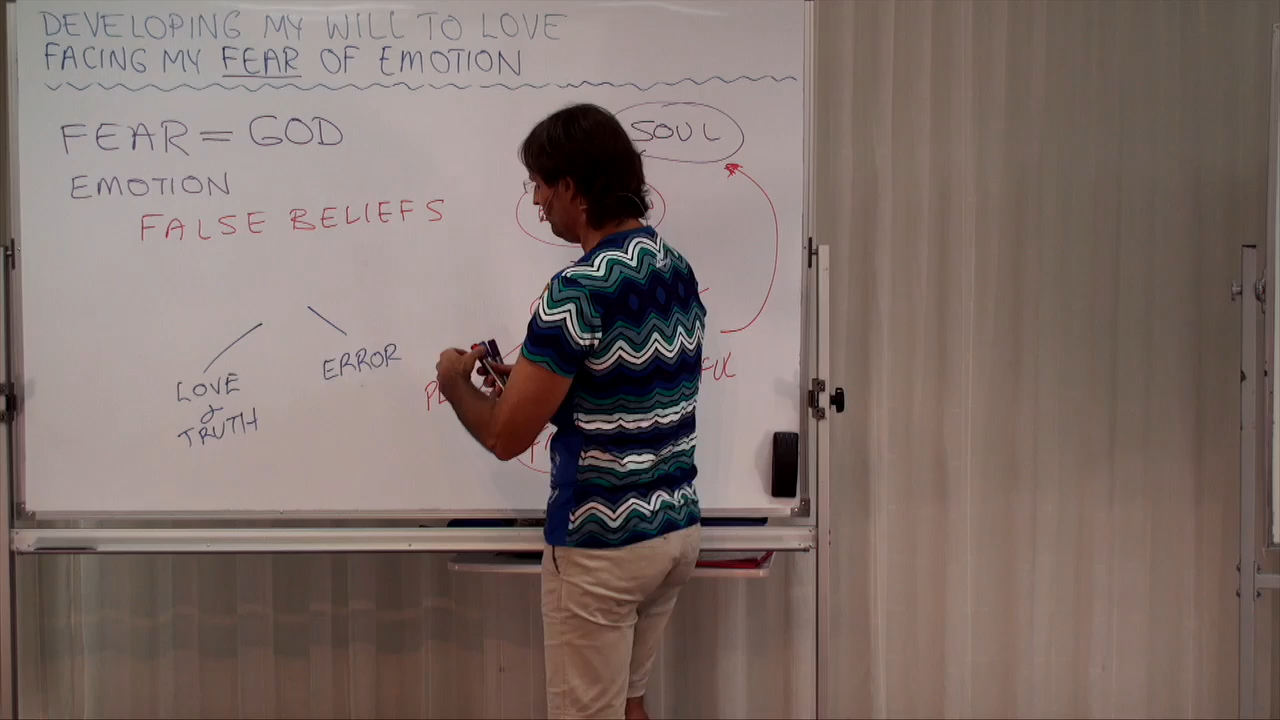 DEVELOPING MY WILL TO LOVE
FACING MY FEAR OF EMOTION
FEAR = GOD
SOUL
EMOTION
FALSE BELIEFS
ERROR
LOVE
&
TRUTH